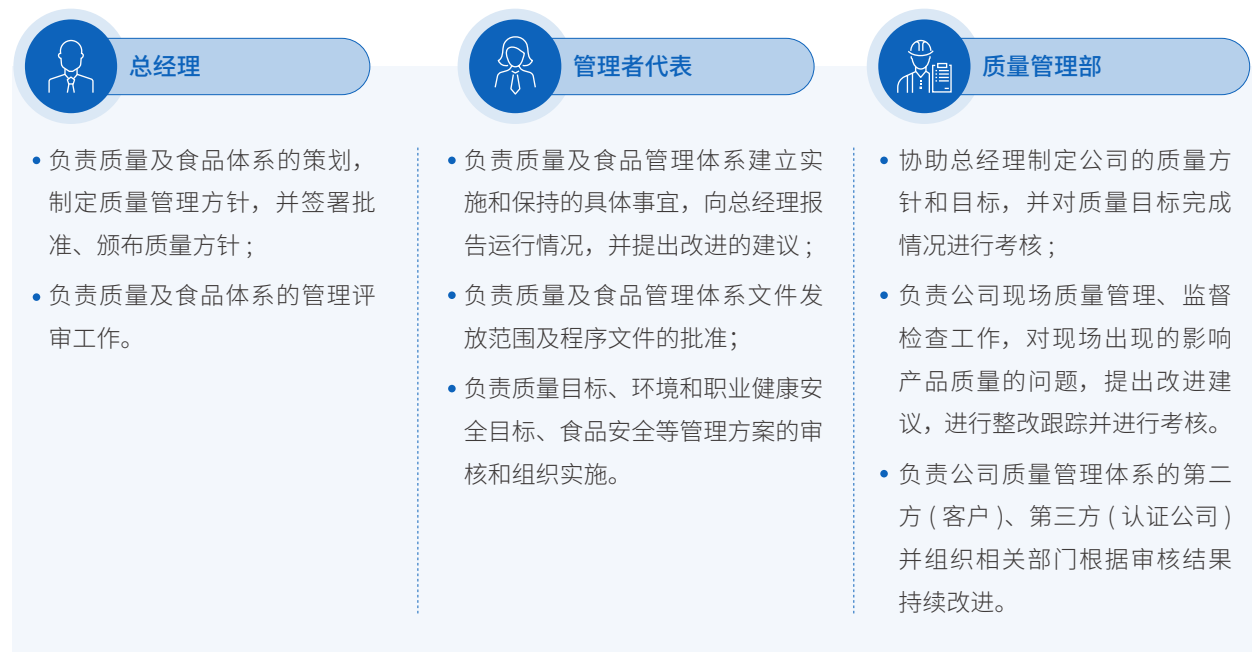 总经理
负责质量及食品体系的策划，
制定质量管理方针，并签署批
准、颁布质量方针 ;
负责质量及食品体系的管理评
审工作。
管理者代表
负责质量及食品管理体系建立实
施和保持的具体事宜，向总经理报
告运行情况，并提出改进的建议 ;
负责质量及食品管理体系文件发
放范围及程序文件的批准；
负责质量目标、环境和职业健康安
全目标、食品安全等管理方案的审
核和组织实施。
质量管理部
协助总经理制定公司的质量方
针和目标，并对质量目标完成
情况进行考核 ;
负责公司现场质量管理、监督
检查工作，对现场出现的影响
产品质量的问题，提出改进建
议，进行整改跟踪并进行考核。
负责公司质量管理体系的第二
方 ( 客户 )、第三方 ( 认证公司 )
并组织相关部门根据审核结果
持续改进。